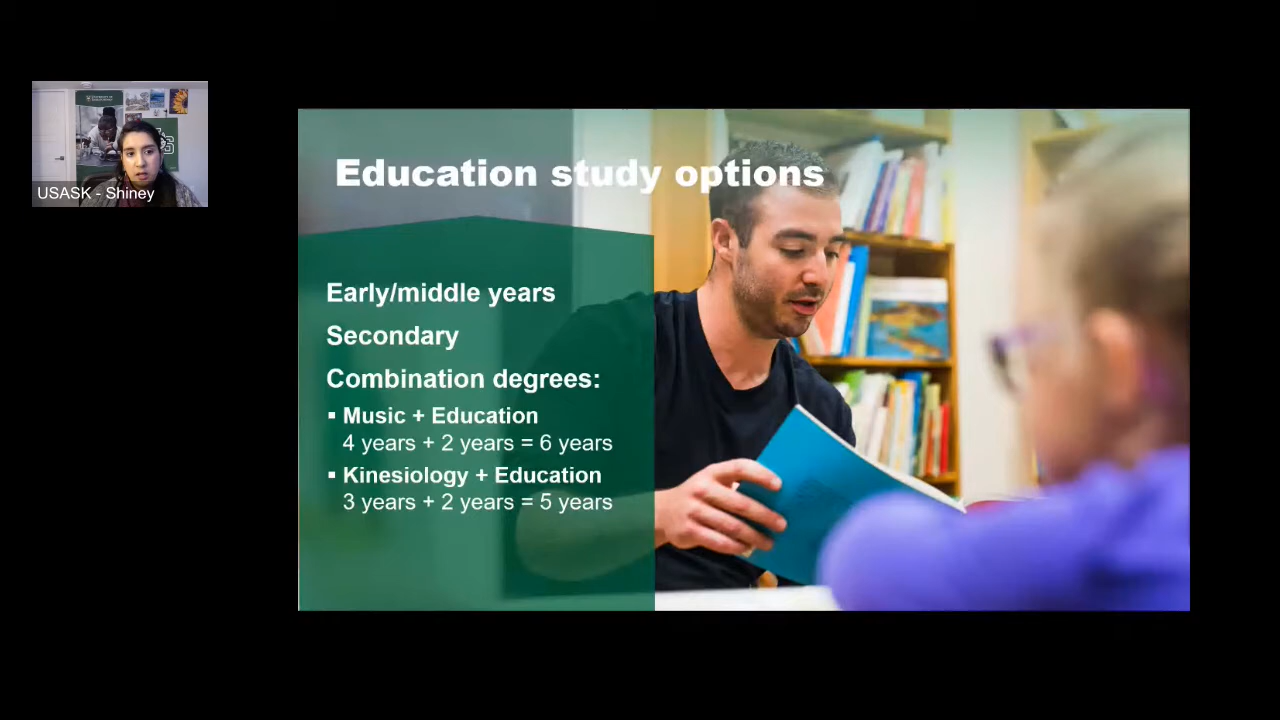 USASK - Shiney
Education study options
Early/middle years
Secondary
Combination degrees:
▪ Music + Education
4 years + 2 years = 6 years
▪ Kinesiology + Education
3 years + 2 years = 5 years